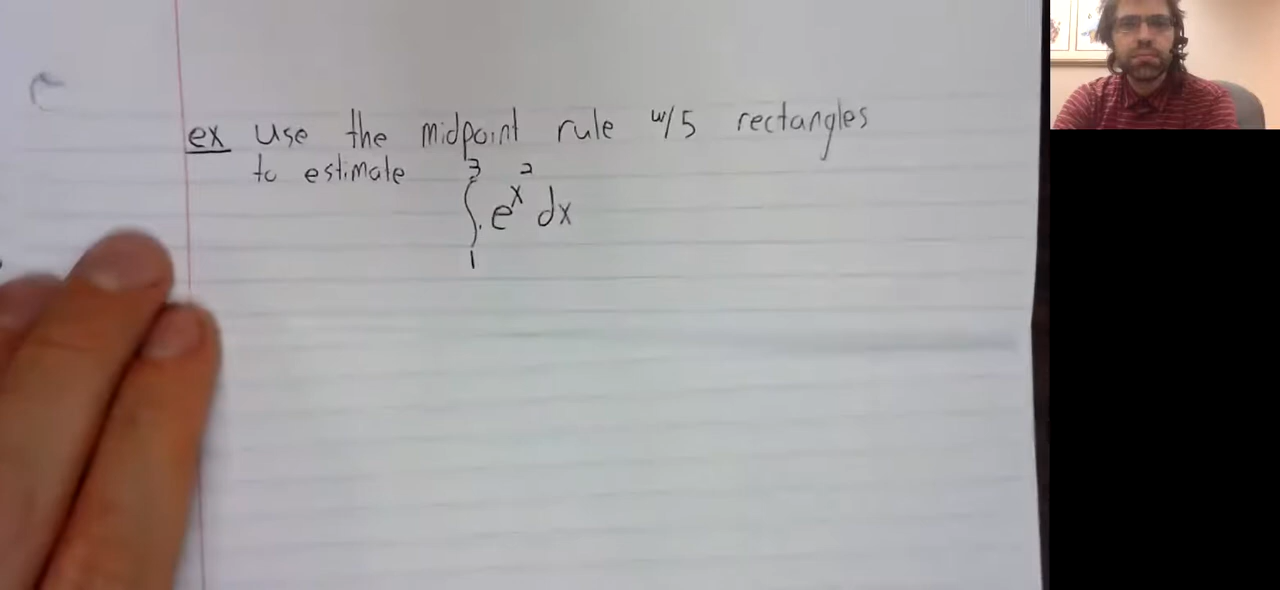 ex use the midpoint rule w/5 rectangles
to estimate ∫₁³ e^x² dx